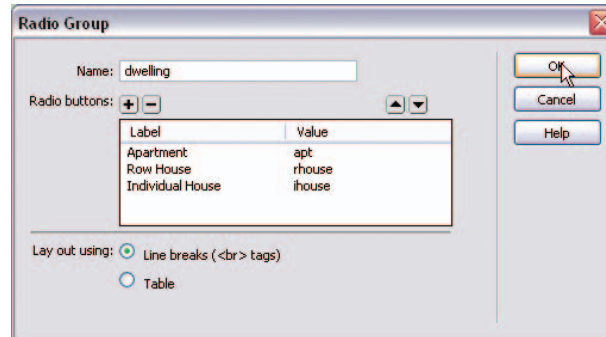 Radio Group
Name: dwelling
OK
Radio buttons:
Cancel
Help
Label Value
Apartment apt
Row House rhouse
Individual House ihouse
Lay out using: Line breaks (<br> tags)
Table